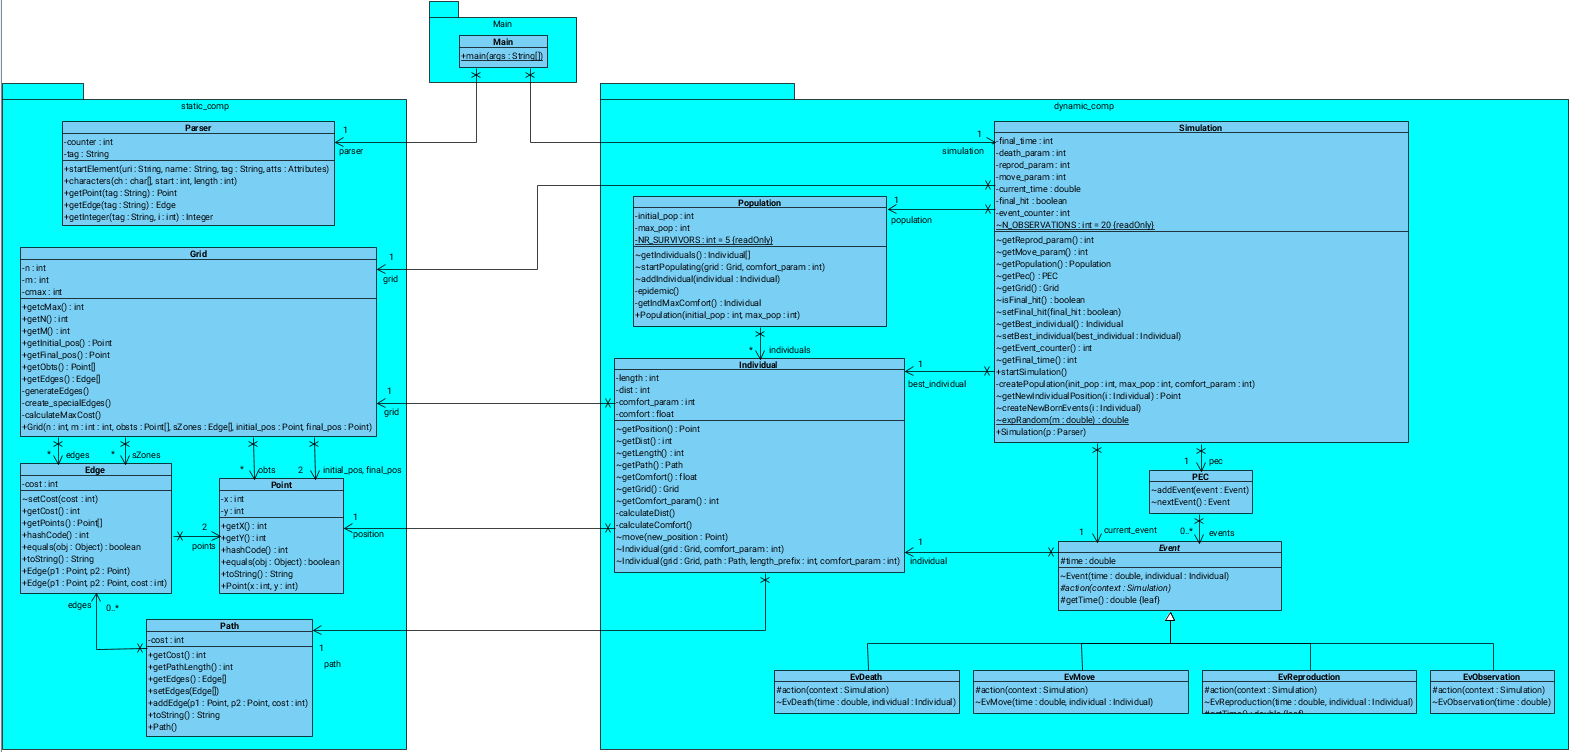 Main
Main
+main(args : String[])
static_comp
Parser
-counter : int
-tag : String
+startElement(uri : String, name : String, tag : String, atts : Attributes)
+characters(ch : char[], start : int, length : int)
+getPoint(tag : String) : Point
+getEdge(tag : String) : Edge
+getInteger(tag : String, i : int) : Integer
1
parser
Grid
-n : int
-m : int
-cmax : int
+getcMax() : int
+getN() : int
+getM() : int
+getInitial_pos() : Point
+getFinal_pos() : Point
+getObts() : Point[]
+getEdges() : Edge[]
-generateEdges()
-create_specialEdges()
-calculateMaxCost()
+Grid(n : int, m : int : int, obsts : Point[], sZones : Edge[], initial_pos : Point, final_pos : Point)
1
grid
1
grid
* edges
* sZones
* obts
2 initial_pos, final_pos
Edge
-cost : int
~setCost(cost : int)
+getCost() : int
+getPoints() : Point[]
+hashCode() : int
+equals(obj : Object) : boolean
+toString() : String
+Edge(p1 : Point, p2 : Point)
+Edge(p1 : Point, p2 : Point, cost : int)
2
points
Point
-x : int
-y : int
+getX() : int
+getY() : int
+hashCode() : int
+equals(obj : Object) : boolean
+toString() : String
+Point(x : int, y : int)
1
position
edges
0..*
Path
-cost : int
+getCost() : int
+getPathLength() : int
+getEdges() : Edge[]
+setEdges(Edge[])
+addEdge(p1 : Point, p2 : Point, cost : int)
+toString() : String
+Path()
1
path
dynamic_comp
Population
-initial_pop : int
-max_pop : int
-NR_SURVIVORS : int = 5 {readOnly}
~getIndividuals() : Individual[]
~startPopulating(grid : Grid, comfort_param : int)
~addIndividual(individual : Individual)
-epidemic()
-getIndMaxComfort() : Individual
+Population(initial_pop : int, max_pop : int)
1
population
* individuals
Individual
-length : int
-dist : int
-comfort_param : int
-comfort : float
~getPosition() : Point
~getDist() : int
~getLength() : int
~getPath() : Path
~getComfort() : float
~getGrid() : Grid
~getComfort_param() : int
-calculateDist()
-calculateComfort()
~move(new_position : Point)
~Individual(grid : Grid, comfort_param : int)
~Individual(grid : Grid, path : Path, length_prefix : int, comfort_param : int)
1
best_individual
1
individual
1
simulation
Simulation
-final_time : int
-death_param : int
-reprod_param : int
-move_param : int
-current_time : double
-final_hit : boolean
-event_counter : int
~N_OBSERVATIONS : int = 20 {readOnly}
~getReprod_param() : int
~getMove_param() : int
~getPopulation() : Population
~getPec() : PEC
~getGrid() : Grid
~isFinal_hit() : boolean
~setFinal_hit(final_hit : boolean)
~getBest_individual() : Individual
~setBest_individual(best_individual : Individual)
~getEvent_counter() : int
~getFinal_time() : int
+startSimulation()
-createPopulation(init_pop : int, max_pop : int, comfort_param : int)
~getNewIndividualPosition(i : Individual) : Point
~createNewBornEvents(i : Individual)
~expRandom(m : double) : double
+Simulation(p : Parser)
1 pec
PEC
~addEvent(event : Event)
~nextEvent() : Event
1 current_event
0..* events
Event
#time : double
~Event(time : double, individual : Individual)
#action(context : Simulation)
#getTime() : double {leaf}
EvDeath
#action(context : Simulation)
~EvDeath(time : double, individual : Individual)
EvMove
#action(context : Simulation)
~EvMove(time : double, individual : Individual)
EvReproduction
#action(context : Simulation)
~EvReproduction(time : double, individual : Individual)
EvObservation
#action(context : Simulation)
~EvObservation(time : double)